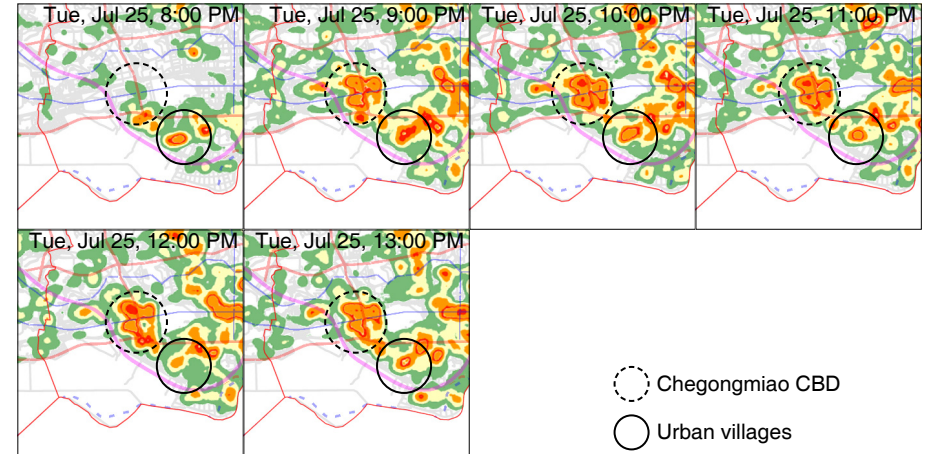 Tue, Jul 25, 8:00 PM
Tue, Jul 25, 9:00 PM
Tue, Jul 25, 10:00 PM
Tue, Jul 25, 11:00 PM
Tue, Jul 25, 12:00 PM
Tue, Jul 25, 13:00 PM
Chegongmiao CBD
Urban villages